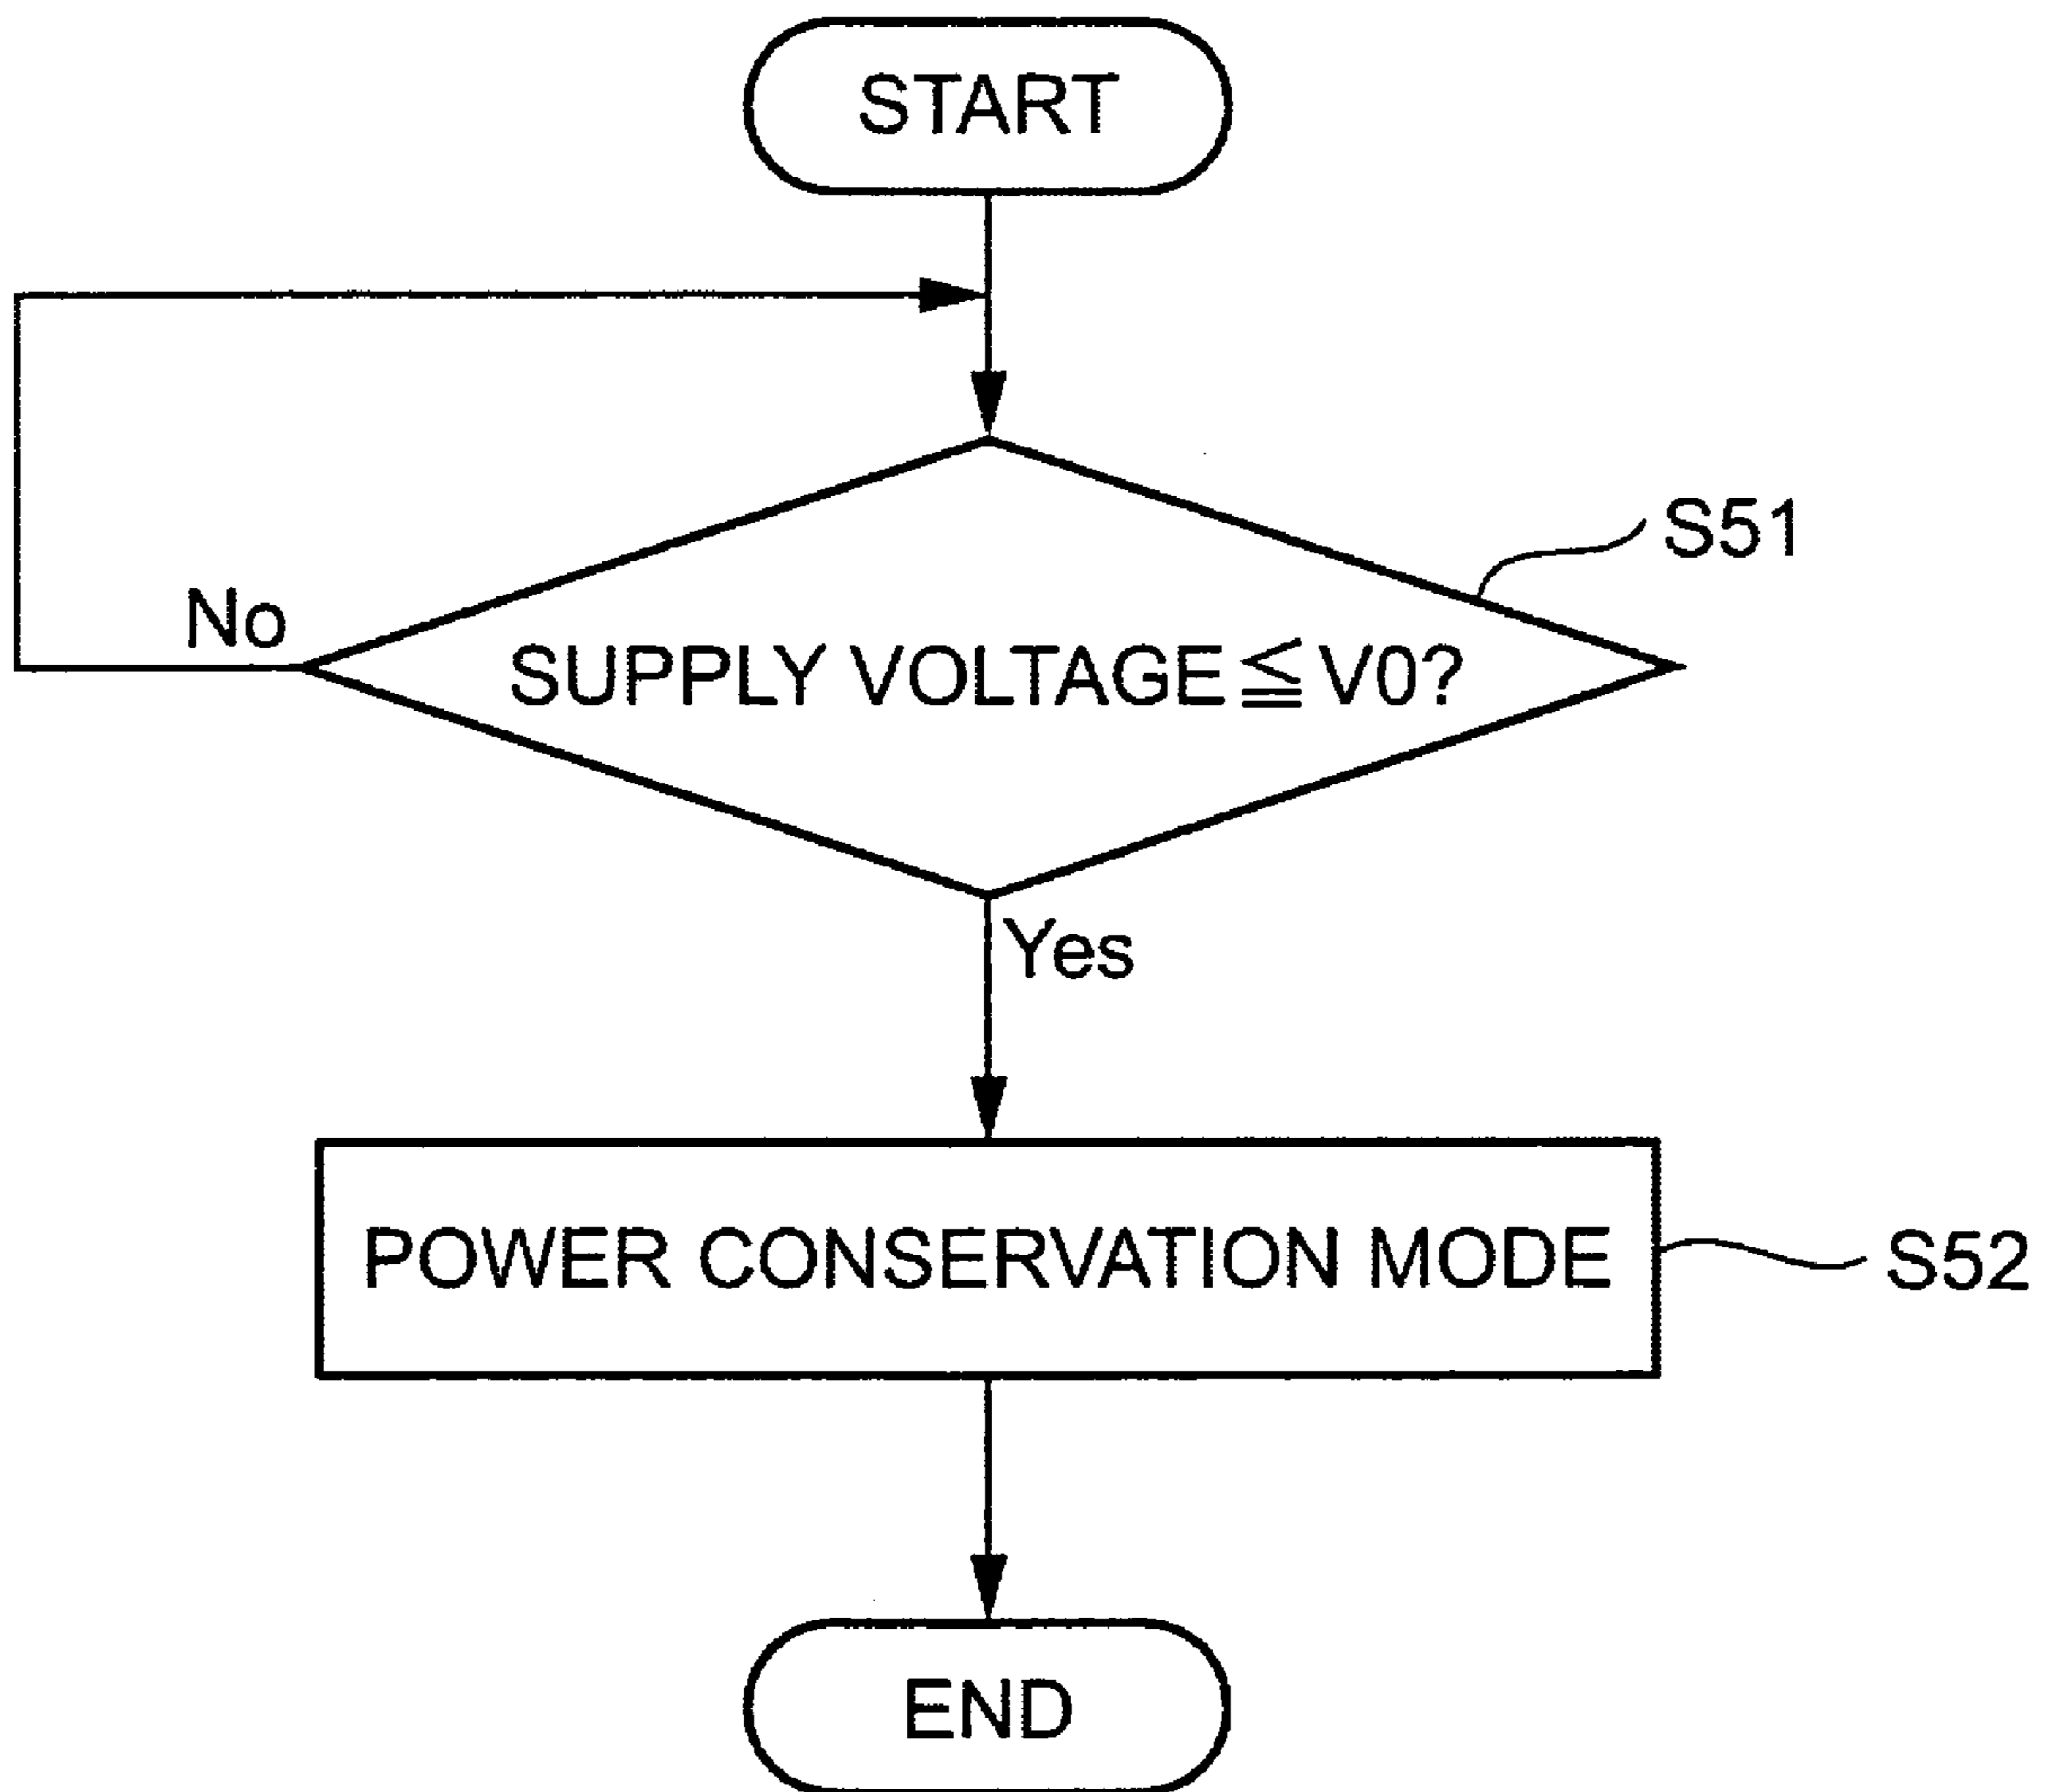 START
S51
No
SUPPLY VOLTAGE≦V0?
Yes
POWER CONSERVATION MODE
S52
END